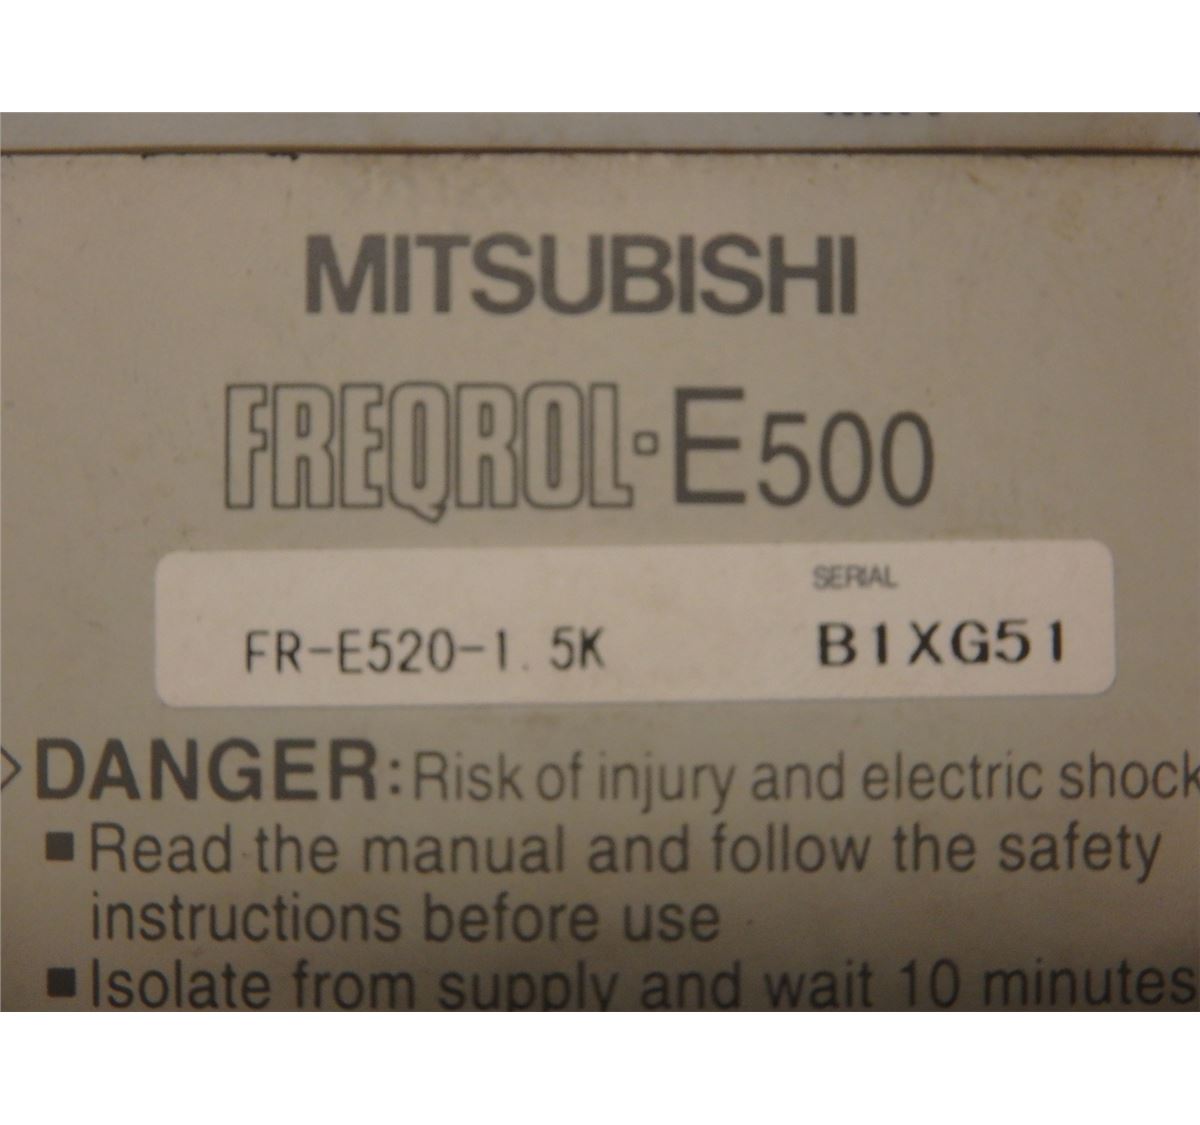 MITSUBISHI
FREQROL-E500
SERIAL
FR-E520-1.5K B1XG51
DANGER: Risk of injury and electric shock
■ Read the manual and follow the safety
instructions before use
■ Isolate from supply and wait 10 minutes